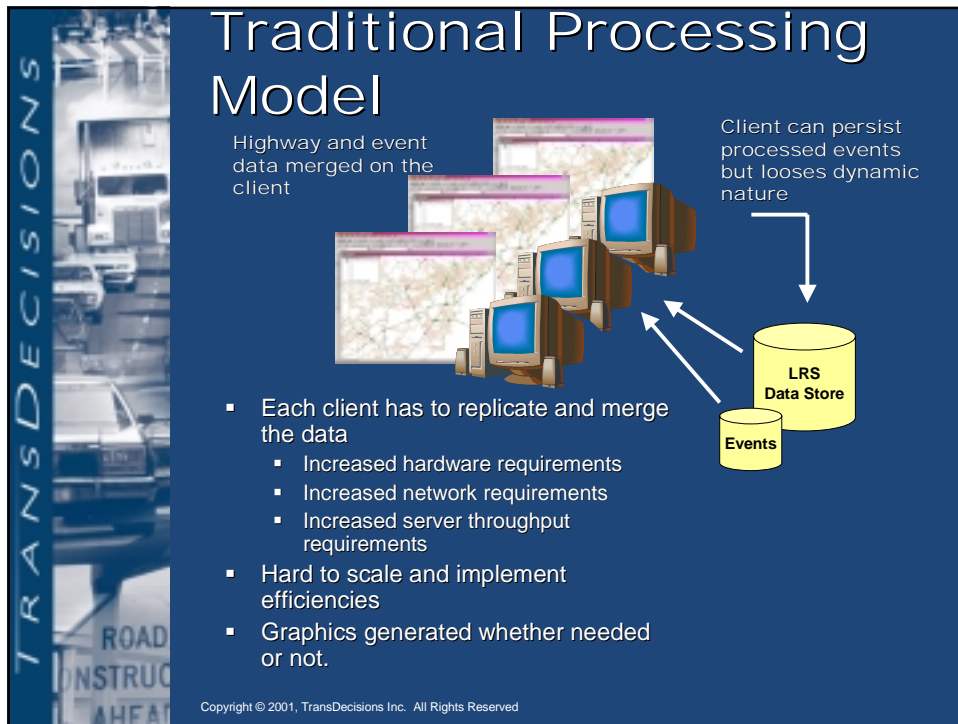 TRANSDECISIONS
Traditional Processing
Model
Highway and event
data merged on the
client
Client can persist
processed events
but looses dynamic
nature
LRS
Data Store
Events
▪ Each client has to replicate and merge
the data
▪ Increased hardware requirements
▪ Increased network requirements
▪ Increased server throughput
requirements
▪ Hard to scale and implement
efficiencies
▪ Graphics generated whether needed
or not.
ROAD
ONSTRUC
AHEAD
Copyright © 2001, TransDecisions Inc. All Rights Reserved